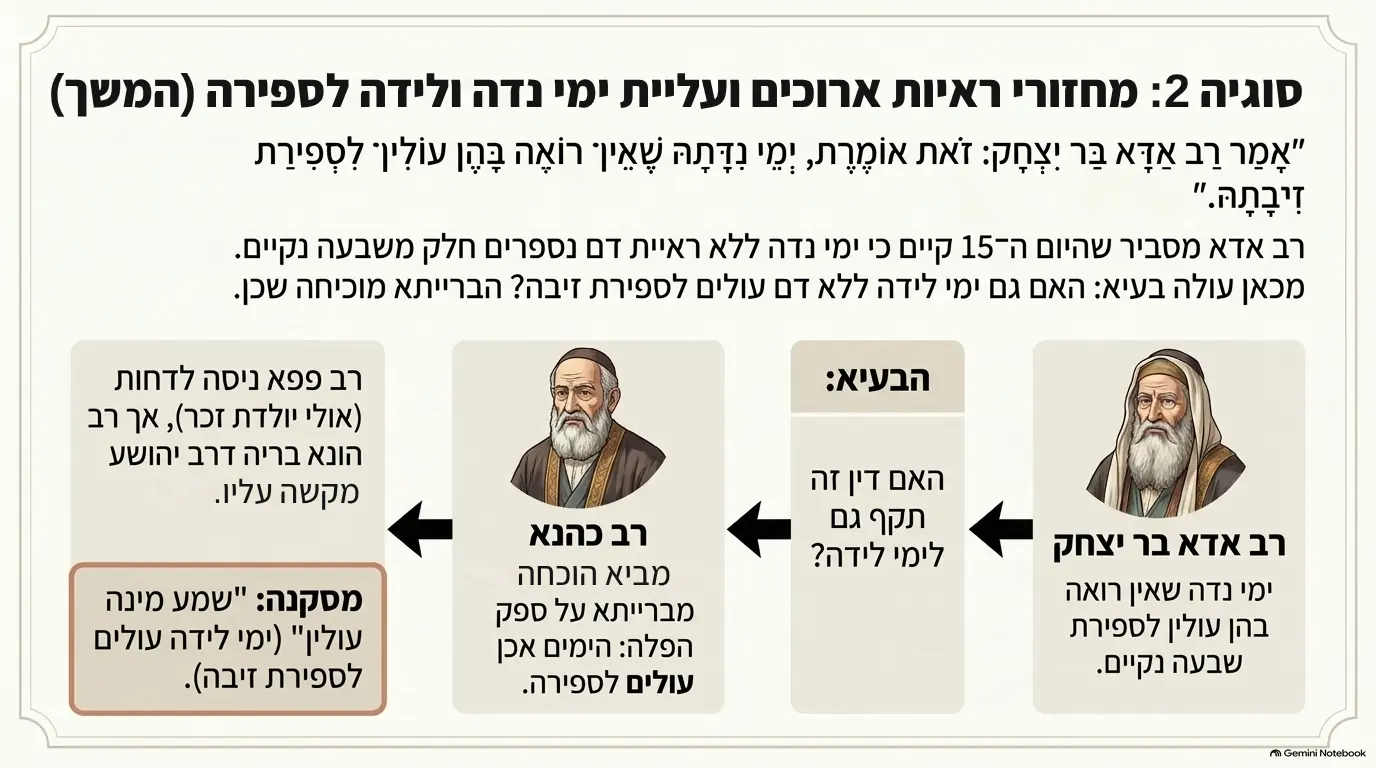 סוגיה 2: מחזורי ראיות ארוכים ועליית ימי נדה ולידה לספירה (המשך)
"אָמַר רַב אַדָּא בַּר יִצְחָק: זֹאת אוֹמֶרֶת, יְמֵי נִדָּתָהּ שֶׁאֵין־ רוֹאָה בָּהֶן עוֹלִין־ לִסְפִירַת
זִיבָתָהּ."
רב אדא מסביר שהיום ה־15 קיים כי ימי נדה ללא ראיית דם נספרים חלק משבעה נקיים.
מכאן עולה בעיא: האם גם ימי לידה ללא דם עולים לספירת זיבה? הברייתא מוכיחה שכן.
רב אדא בר יצחק
ימי נדה שאין רואה
בהן עולין לספירת
שבעה נקיים.
הבעיא:
האם דין זה
תקף גם
לימי לידה?
רב כהנא
מביא הוכחה
מברייתא על ספק
הפלה: הימים אכן
עולים לספירה.
רב פפא ניסה לדחות
(אולי יולדת זכר), אך רב
הונא בריה דרב יהושע
מקשה עליו.
מסקנה: "שמע מינה
עולין" (ימי לידה עולים
לספירת זיבה).
Gemini Notebook